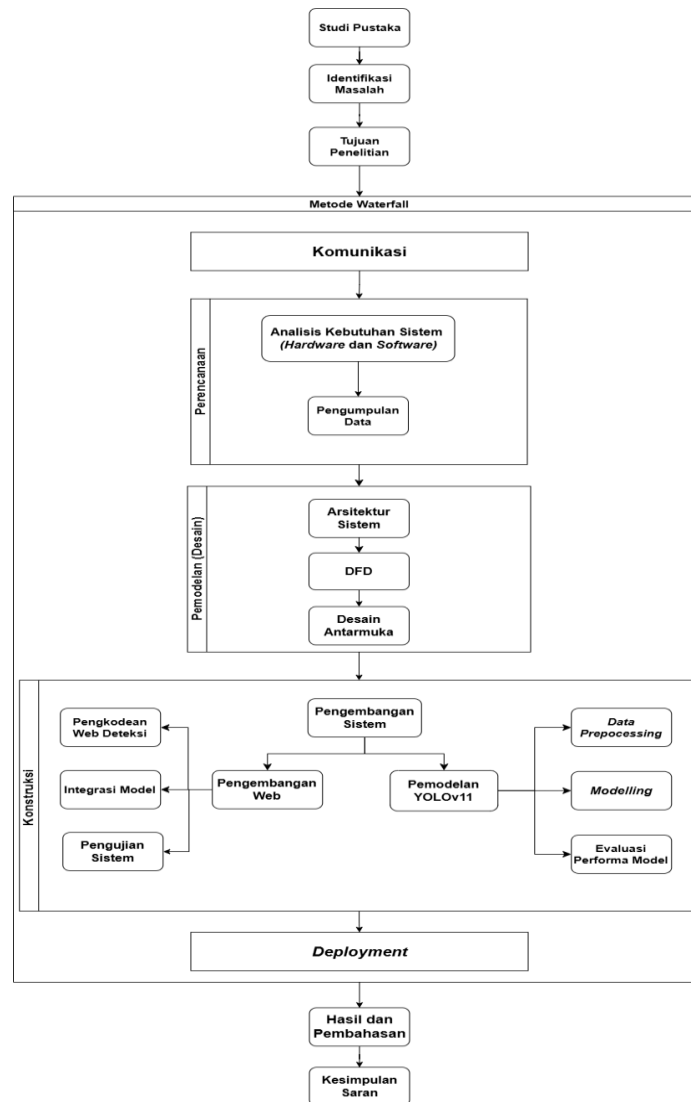 Studi Pustaka
Identifikasi
Masalah
Tujuan
Penelitian
Metode Waterfall
Komunikasi
Perencanaan
Analisis Kebutuhan Sistem
(Hardware dan Software)
Pengumpulan
Data
Pemodelan (Desain)
Arsitektur
Sistem
DFD
Desain
Antarmuka
Konstruksi
Pengembangan
Sistem
Pengkodean
Web Deteksi
Integrasi Model
Pengujian
Sistem
Pengembangan
Web
Pemodelan
YOLOv11
Data
Prepocessing
Modelling
Evaluasi
Performa Model
Deployment
Hasil dan
Pembahasan
Kesimpulan
Saran